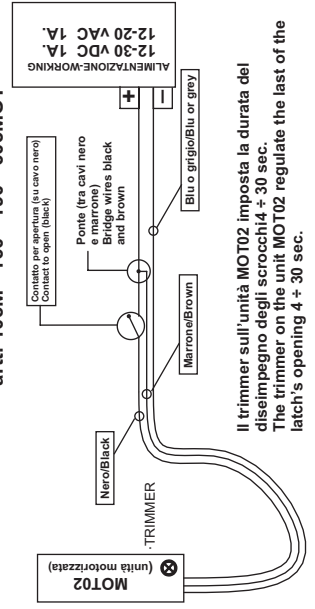 ALIMENTAZIONE-WORKING
12-30 VDC 1A.
12-20 vAC 1A.
+
–
Contatto per apertura (su cavo nero)
Contact to open (black)
Ponte (tra cavi nero
e marrone)
Bridge wires black
and brown
Blu o grigio/Blu or grey
Marrone/Brown
Nero/Black
·TRIMMER
MOT02
(unità motorizzata)
Il trimmer sull'unità MOT02 imposta la durata del
diseimpegno degli scrocchi4 ÷ 30 sec.
The trimmer on the unit MOT02 regulate the last of the
latch's opening 4 ÷ 30 sec.